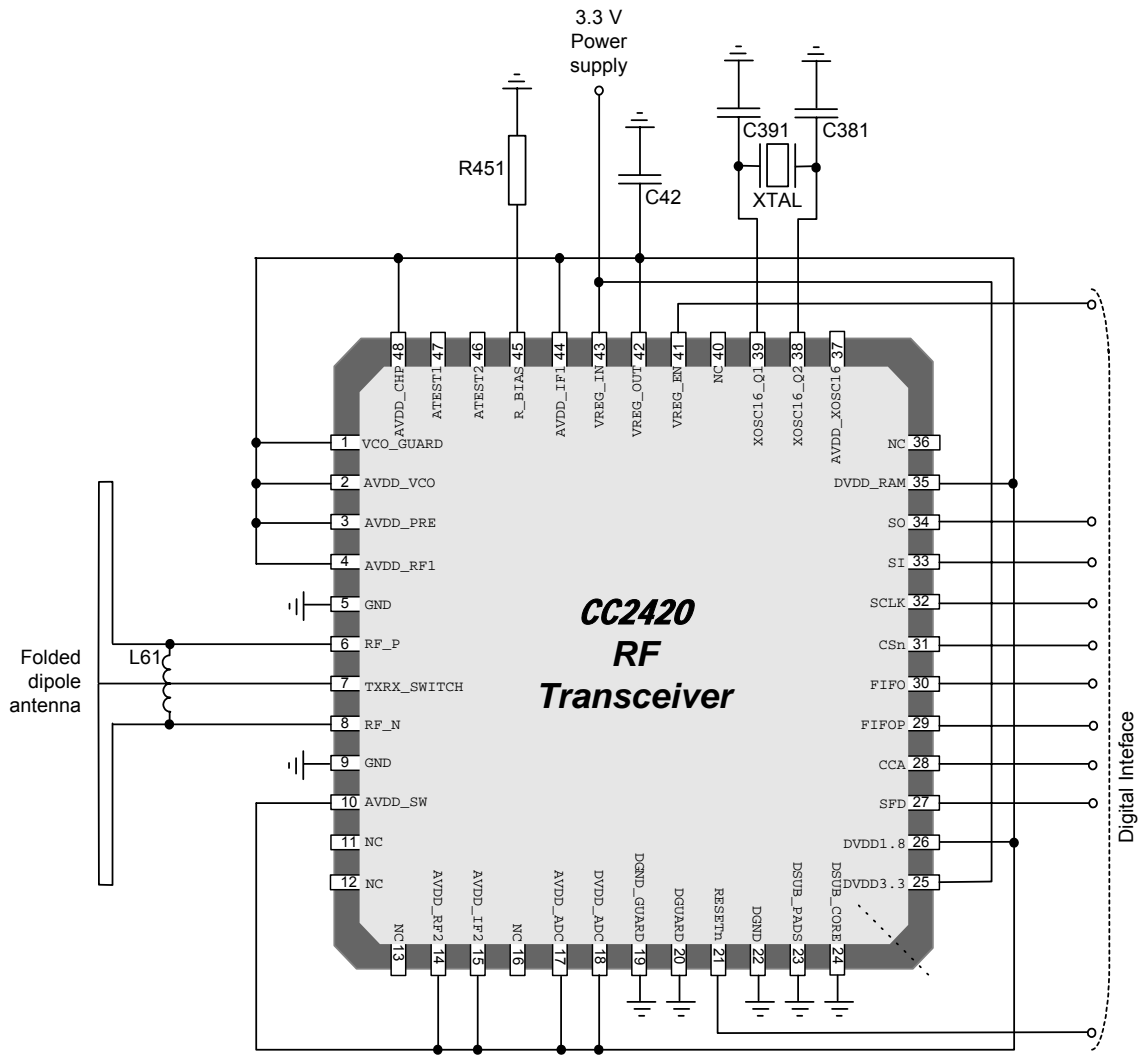 3.3 V
Power
supply
C391
C381
R451
C42
XTAL
48
47
46
45
44
43
42
41
40
39
38
37
AVDD_CHP
ATEST1
ATEST2
R_BIAS
AVDD_IF1
VREG_IN
VREG_OUT
VREG_EN
NC
XOSC16_Q1
XOSC16_Q2
AVDD_XOSC16
1 VCO_GUARD
2 AVDD_VCO
3 AVDD_PRE
4 AVDD_RF1
5 GND
6 RF_P
7 TXRX_SWITCH
8 RF_N
9 GND
10 AVDD_SW
11 NC
12 NC
Folded
dipole
antenna
L61
CC2420
RF
Transceiver
NC 36
DVDD_RAM 35
SO 34
SI 33
SCLK 32
CSn 31
FIFO 30
FIFOP 29
CCA 28
SFD 27
DVDD1.8 26
DVDD3.3 25
Digital Inteface
NC
AVDD_RF2
AVDD_IF2
NC
AVDD_ADC
DVDD_ADC
DGND_GUARD
DGUARD
RESETn
DGND
DSUB_PADS
DSUB_CORE
13
14
15
16
17
18
19
20
21
22
23
24